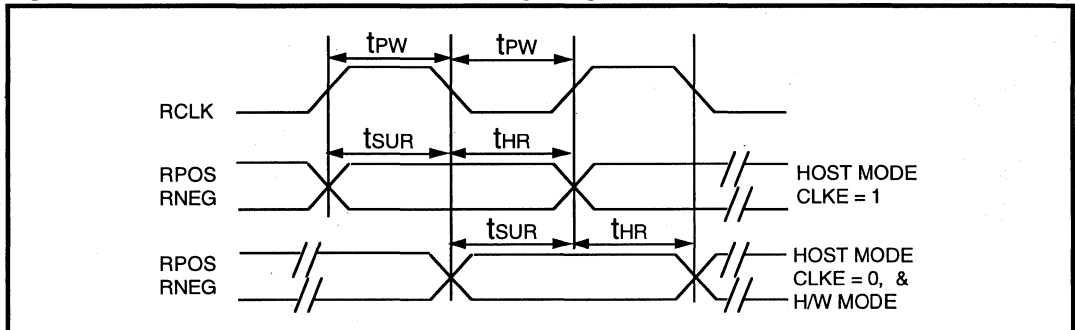 tPW tPW
RCLK
tSUR tHR
RPOS
RNEG
HOST MODE
CLKE = 1
tSUR tHR
RPOS
RNEG
HOST MODE
CLKE = 0, &
H/W MODE